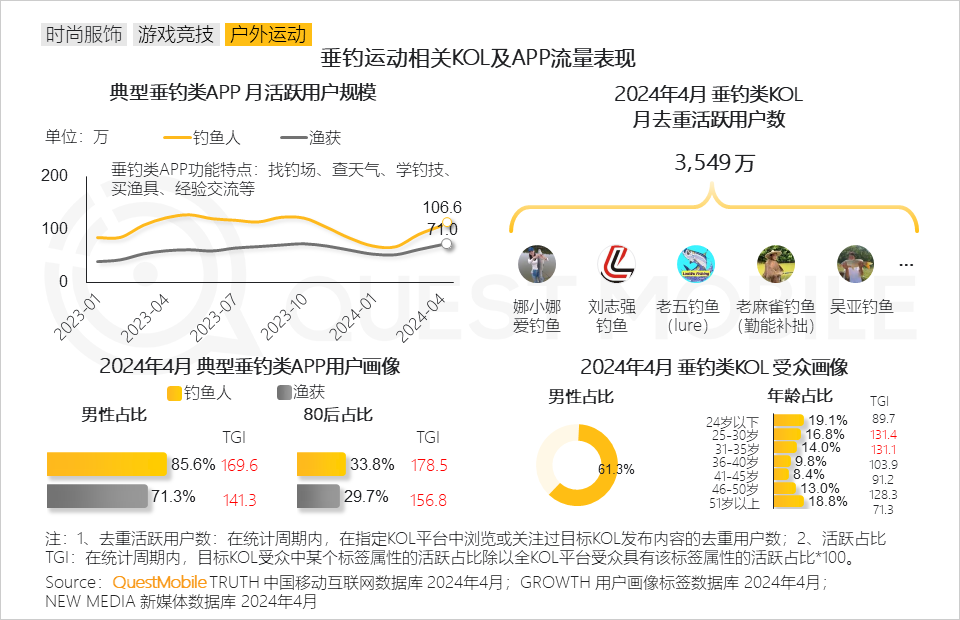 时尚服饰 游戏竞技 户外运动
垂钓运动相关KOL及APP流量表现
典型垂钓类APP 月活跃用户规模
单位：万 钓鱼人 渔获
垂钓类APP功能特点：找钓场、查天气、学钓技、
买渔具、经验交流等
200
100
0
106.6
71.0
2023-01 2023-04 2023-07 2023-10 2024-01 2024-04
2024年4月 垂钓类KOL
月去重活跃用户数
3,549 万
...
娜小娜
爱钓鱼
刘志强
钓鱼
老五钓鱼
（lure）
老麻雀钓鱼
（勤能补拙）
吴亚钓鱼
QUEST MOBILE
2024年4月 典型垂钓类APP用户画像
钓鱼人 渔获
男性占比
TGI
85.6% 169.6
71.3% 141.3
80后占比
TGI
33.8% 178.5
29.7% 156.8
2024年4月 垂钓类KOL 受众画像
男性占比
61.3%
年龄占比 TGI
24岁以下 19.1% 89.7
25-30岁 16.8% 131.4
31-35岁 14.0% 131.1
36-40岁 9.8% 103.9
41-45岁 8.4% 91.2
46-50岁 13.0% 128.3
51岁以上 18.8% 71.3
注：1、去重活跃用户数：在统计周期内，在指定KOL平台中浏览或关注过目标KOL发布内容的去重用户数；2、活跃占比
TGI：在统计周期内，目标KOL受众中某个标签属性的活跃占比除以全KOL平台受众具有该标签属性的活跃占比*100。
Source：QuestMobile TRUTH 中国移动互联网数据库 2024年4月；GROWTH 用户画像标签数据库 2024年4月；
NEW MEDIA 新媒体数据库 2024年4月